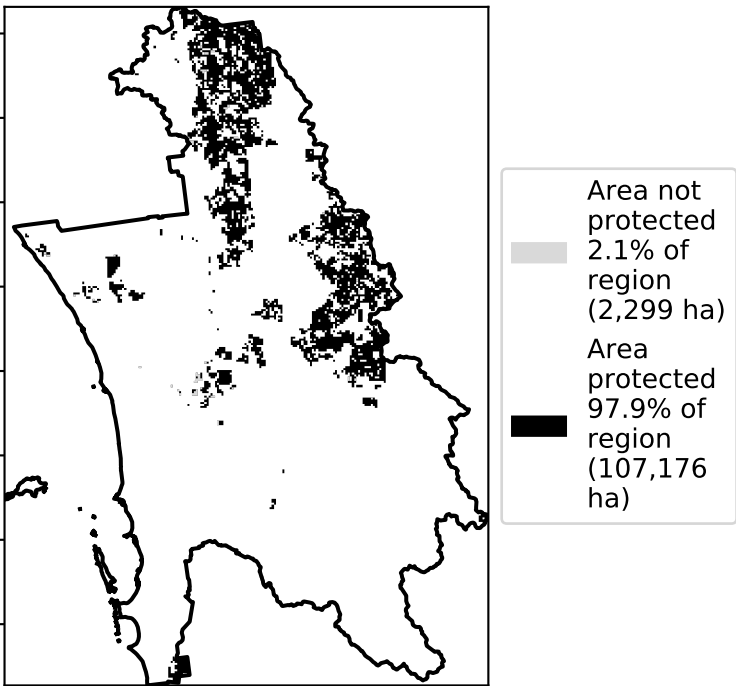 Area not
protected
2.1% of
region
(2,299 ha)
Area
protected
97.9% of
region
(107,176
ha)